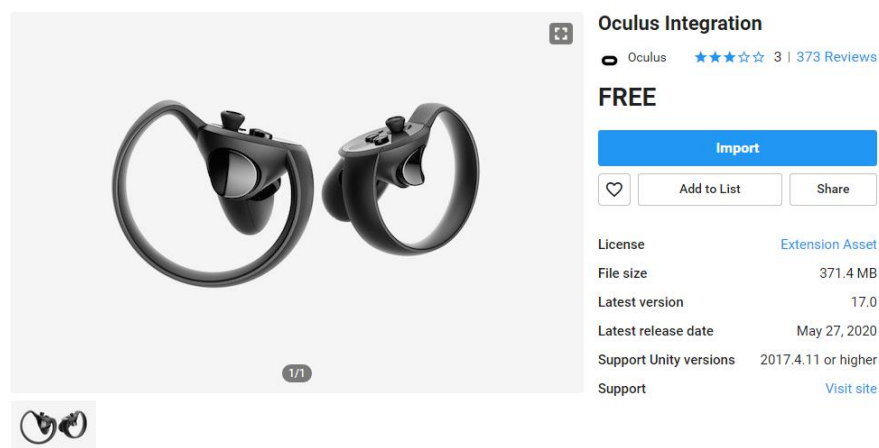 Oculus Integration
Oculus 3 | 373 Reviews
FREE
Import
Add to List Share
License Extension Asset
File size 371.4 MB
Latest version 17.0
Latest release date May 27, 2020
Support Unity versions 2017.4.11 or higher
Support Visit site
1/1